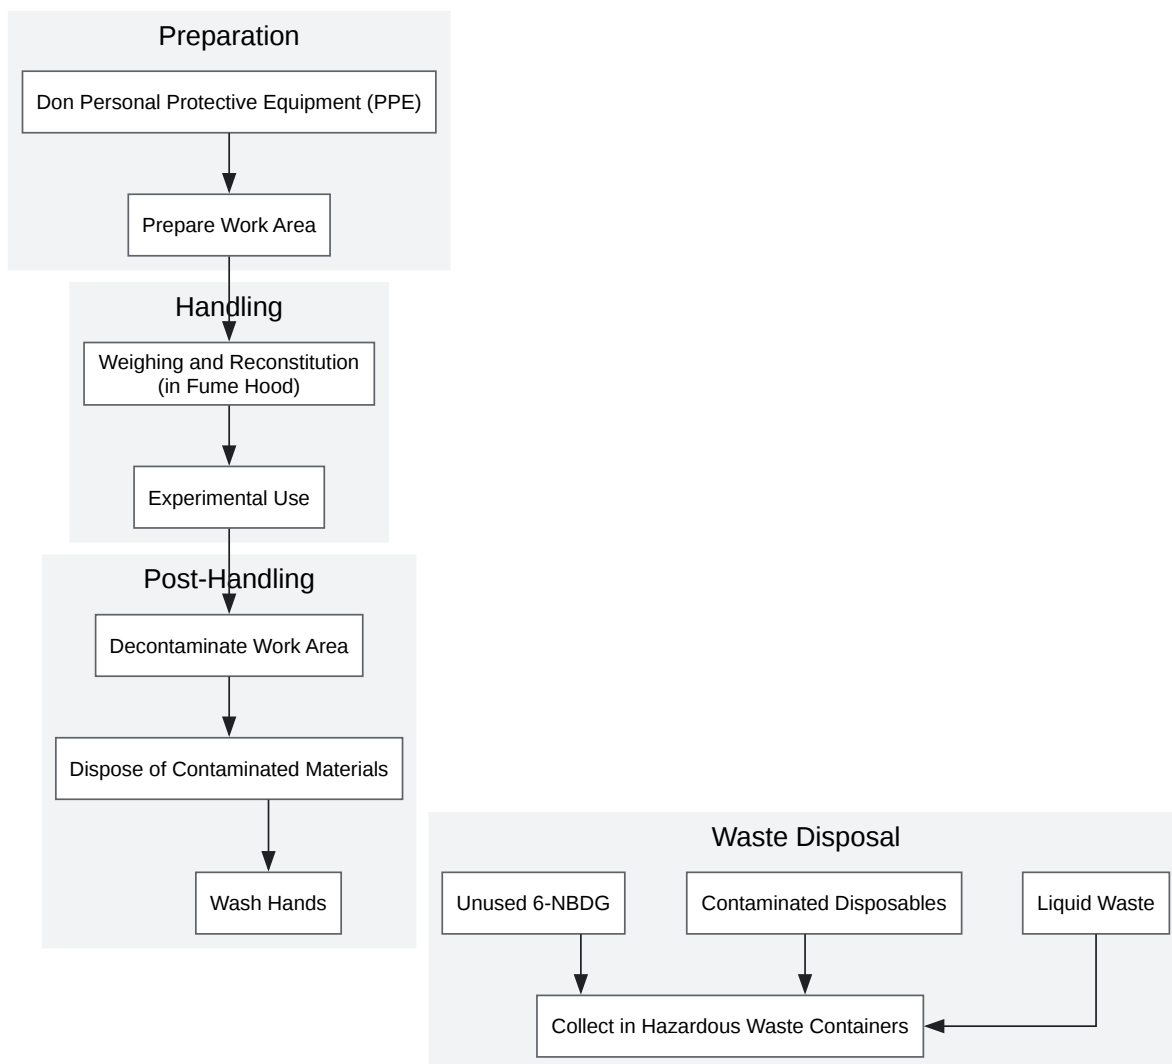 Preparation
Don Personal Protective Equipment (PPE)
Prepare Work Area
Handling
Weighing and Reconstitution
(in Fume Hood)
Experimental Use
Post-Handling
Decontaminate Work Area
Dispose of Contaminated Materials
Wash Hands
Waste Disposal
Unused 6-NBDG
Contaminated Disposables
Liquid Waste
Collect in Hazardous Waste Containers